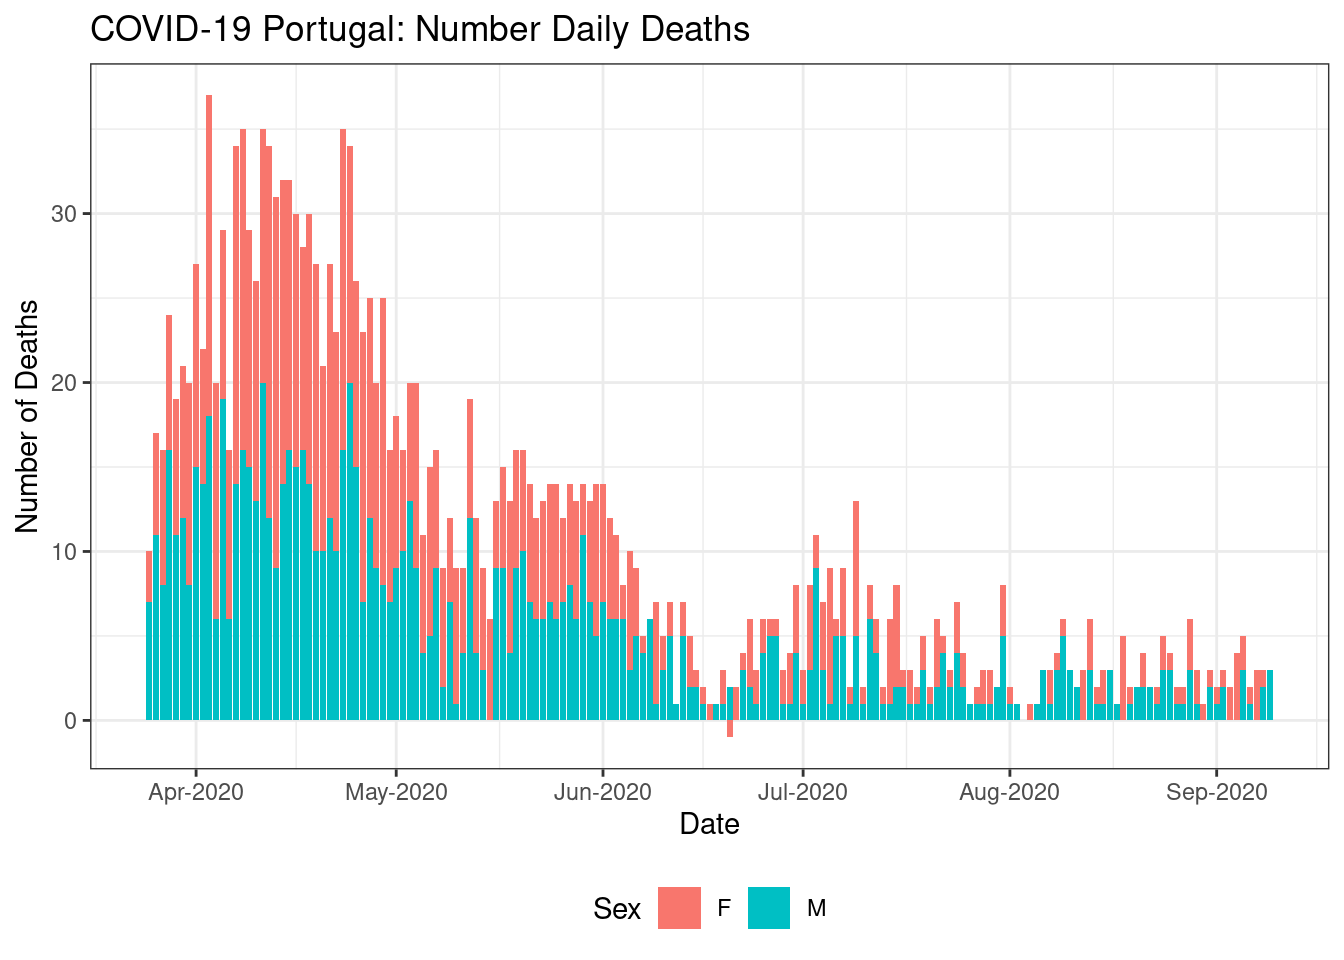 COVID-19 Portugal: Number Daily Deaths
Number of Deaths
30
20
10
0
Apr-2020 May-2020 Jun-2020 Jul-2020 Aug-2020 Sep-2020
Date
Sex F M